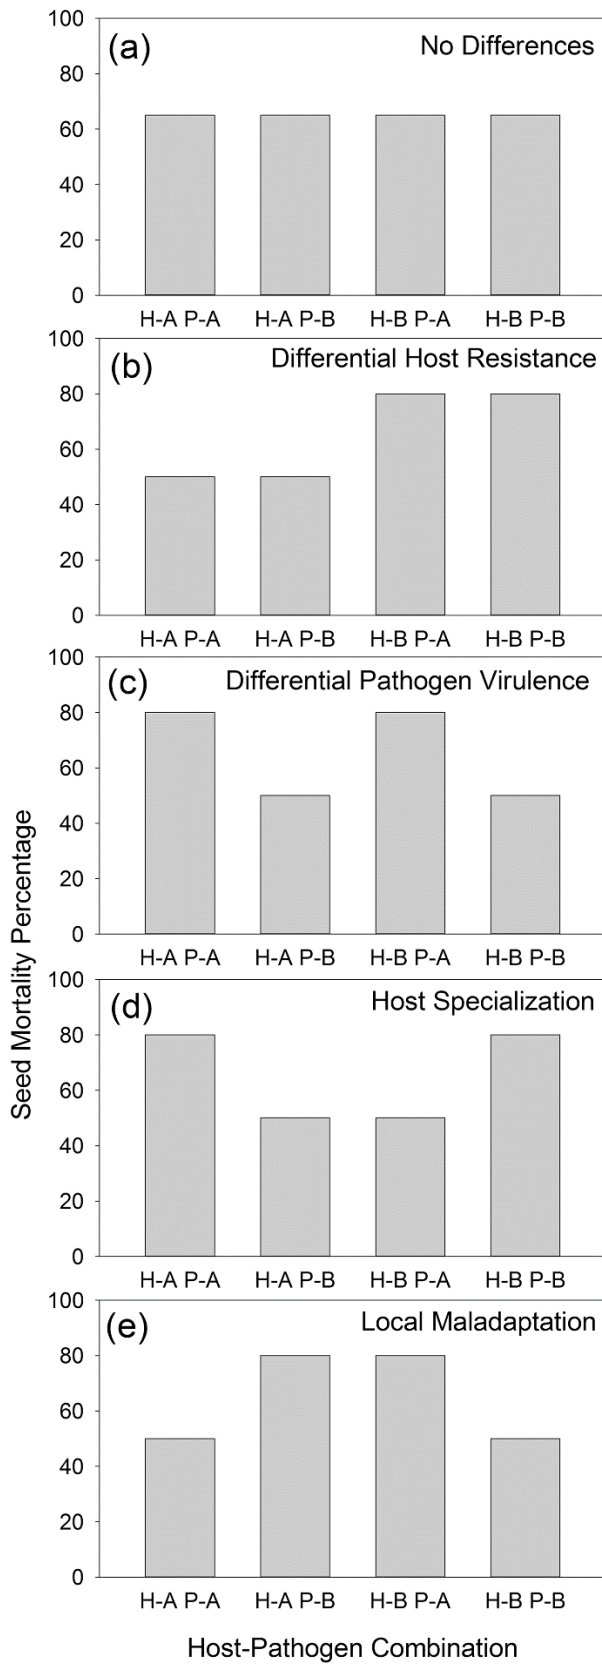 (a)
No Differences
100
80
60
40
20
0
H-A P-A H-A P-B H-B P-A H-B P-B
(b)
Differential Host Resistance
100
80
60
40
20
0
H-A P-A H-A P-B H-B P-A H-B P-B
(c)
Differential Pathogen Virulence
100
80
60
40
20
0
H-A P-A H-A P-B H-B P-A H-B P-B
(d)
Host Specialization
100
80
60
40
20
0
H-A P-A H-A P-B H-B P-A H-B P-B
(e)
Local Maladaptation
100
80
60
40
20
0
H-A P-A H-A P-B H-B P-A H-B P-B
Seed Mortality Percentage
Host-Pathogen Combination